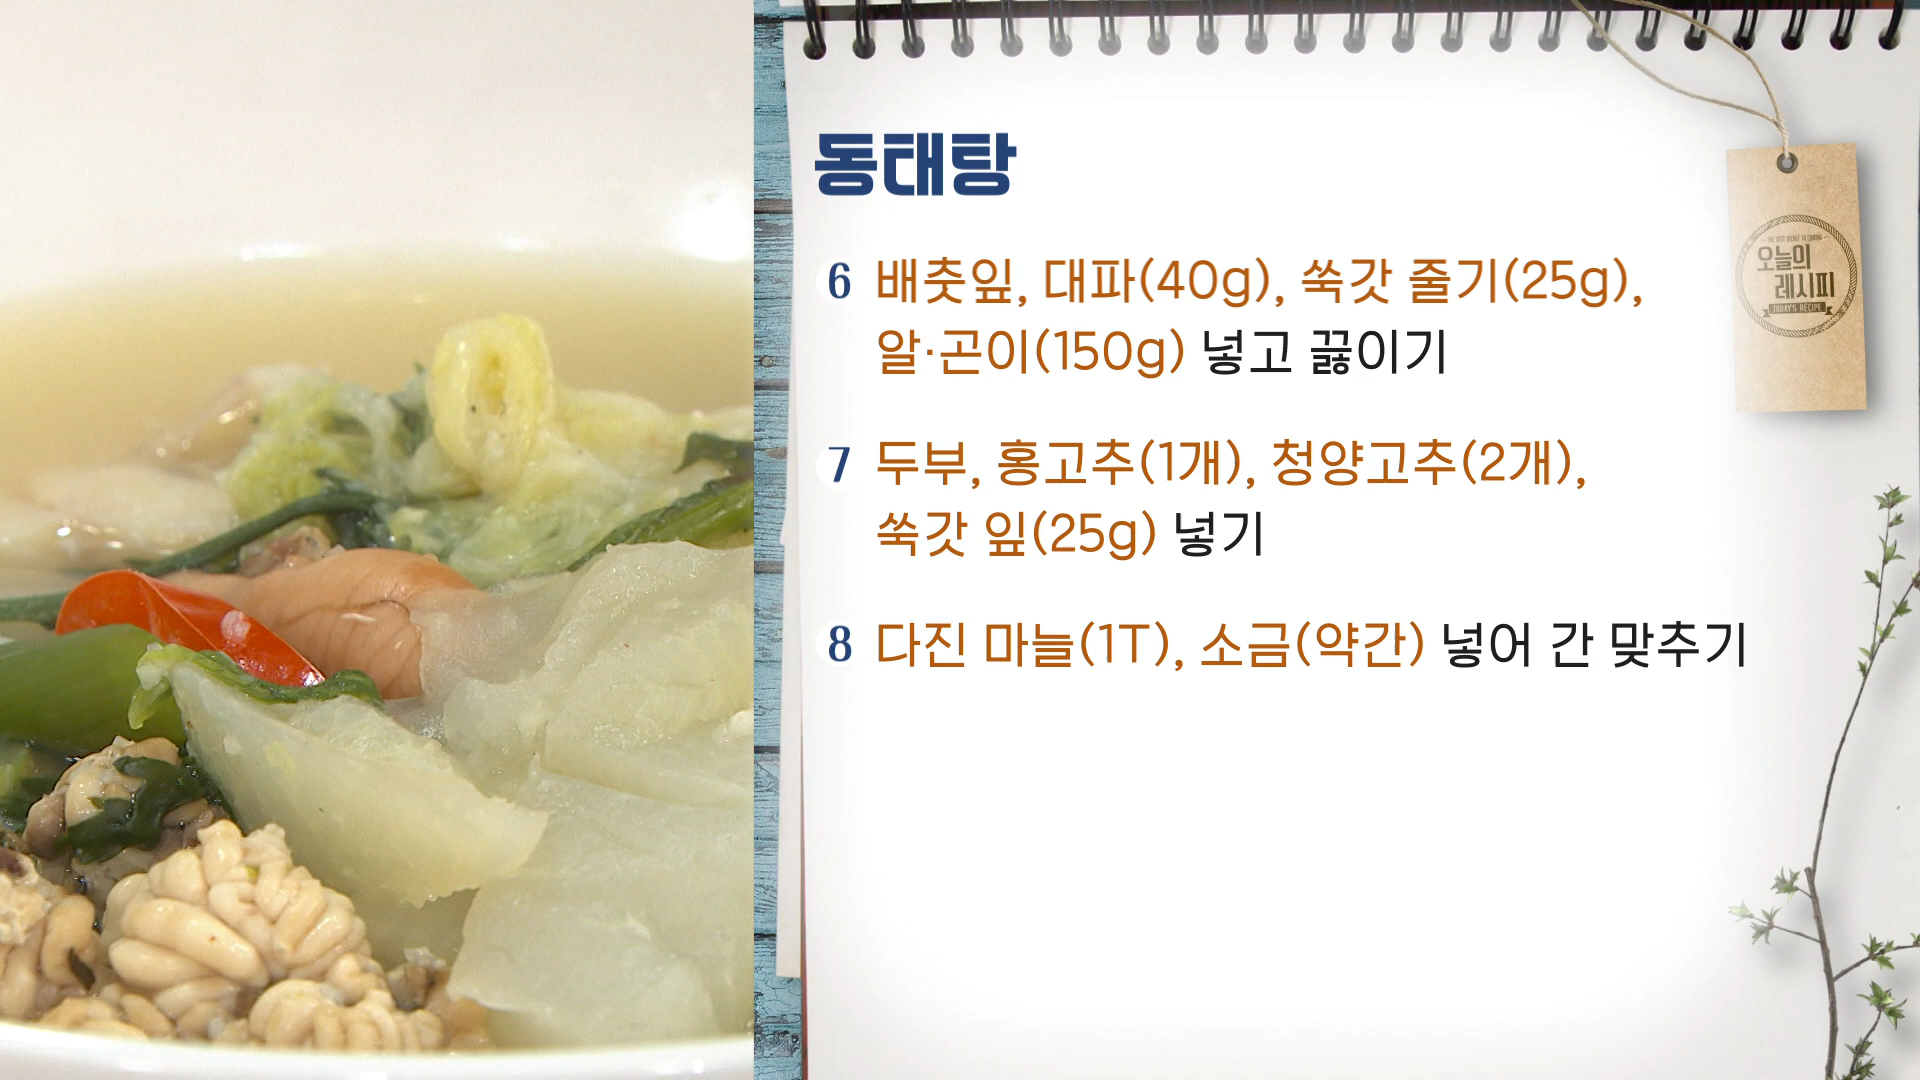 동태탕
6 배춧잎, 대파(40g), 쑥갓 줄기(25g),
알·곤이(150g) 넣고 끓이기
7 두부, 홍고추(1개), 청양고추(2개),
쑥갓 잎(25g) 넣기
8 다진 마늘(1T), 소금(약간) 넣어 간 맞추기
오늘의
레시피
TODAY'S RECIPE